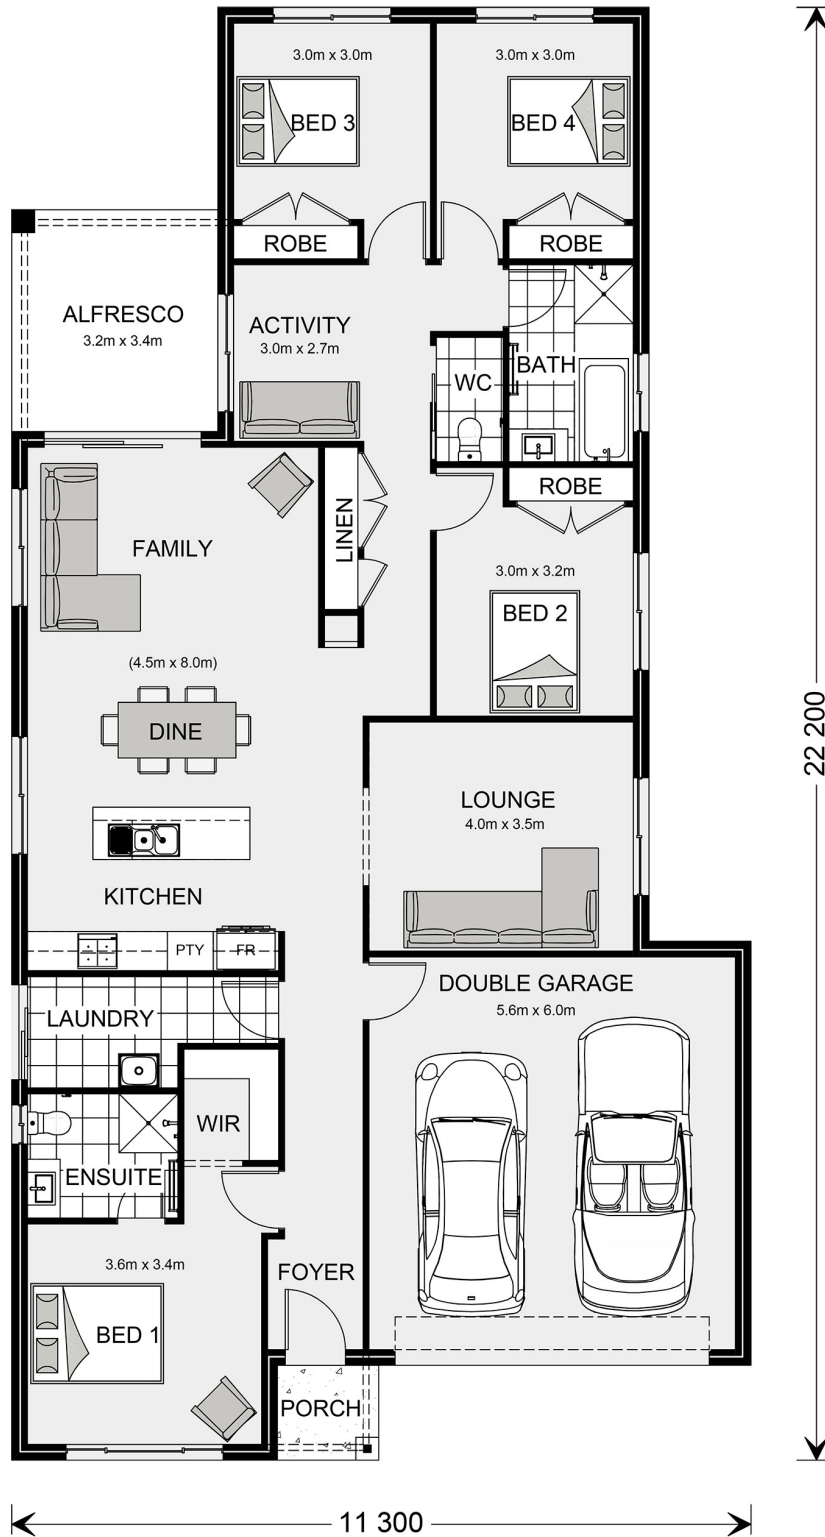 3.0m x 3.0m
3.0m x 3.0m
BED 3
BED 4
ROBE
ROBE
ALFRESCO
3.2m x 3.4m
ACTIVITY
3.0m x 2.7m
BATH
WC
ROBE
LINEN
FAMILY
3.0m x 3.2m
BED 2
(4.5m x 8.0m)
DINE
22 200
LOUNGE
4.0m x 3.5m
KITCHEN
PTY
FR
DOUBLE GARAGE
5.6m x 6.0m
LAUNDRY
WIR
ENSUITE
3.6m x 3.4m
FOYER
BED 1
PORCH
11 300